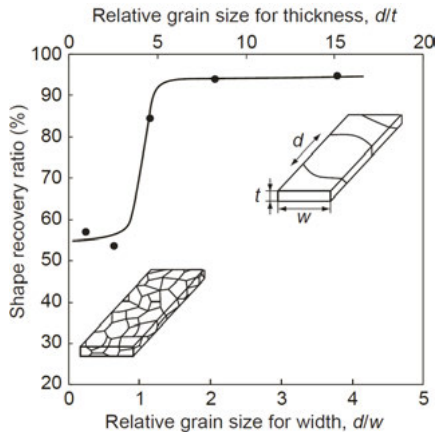 Relative grain size for thickness, d/t
0 5 10 15 20
Shape recovery ratio (%)
100
90
80
70
60
50
40
30
20
d
t
w
0 1 2 3 4 5
Relative grain size for width, d/w